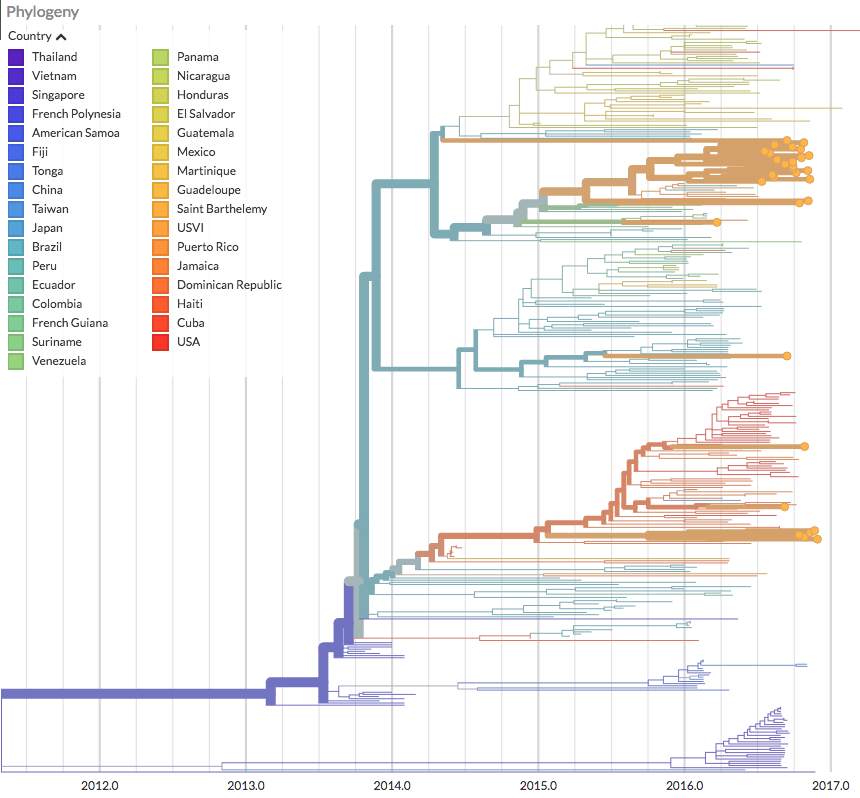 Phylogeny
Country
Thailand
Vietnam
Singapore
French Polynesia
American Samoa
Fiji
Tonga
China
Taiwan
Japan
Brazil
Peru
Ecuador
Colombia
French Guiana
Suriname
Venezuela
Panama
Nicaragua
Honduras
El Salvador
Guatemala
Mexico
Martinique
Guadeloupe
Saint Barthelemy
USVI
Puerto Rico
Jamaica
Dominican Republic
Haiti
Cuba
USA
2012.0 2013.0 2014.0 2015.0 2016.0 2017.0